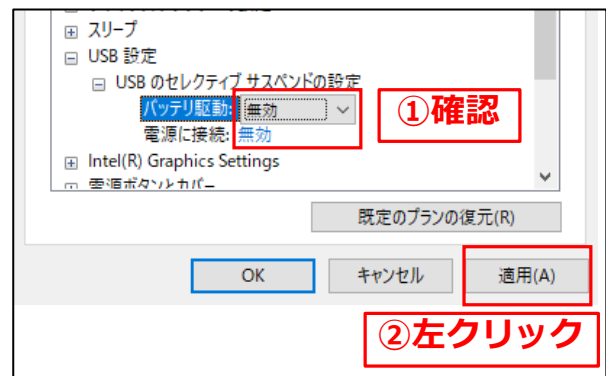 スリープ
USB 設定
USB のセレクティブ サスペンドの設定
バッテリ駆動: 無効
①確認
電源に接続: 無効
Intel(R) Graphics Settings
電源ボタンとカバー
既定のプランの復元(R)
OK キャンセル 適用(A)
②左クリック